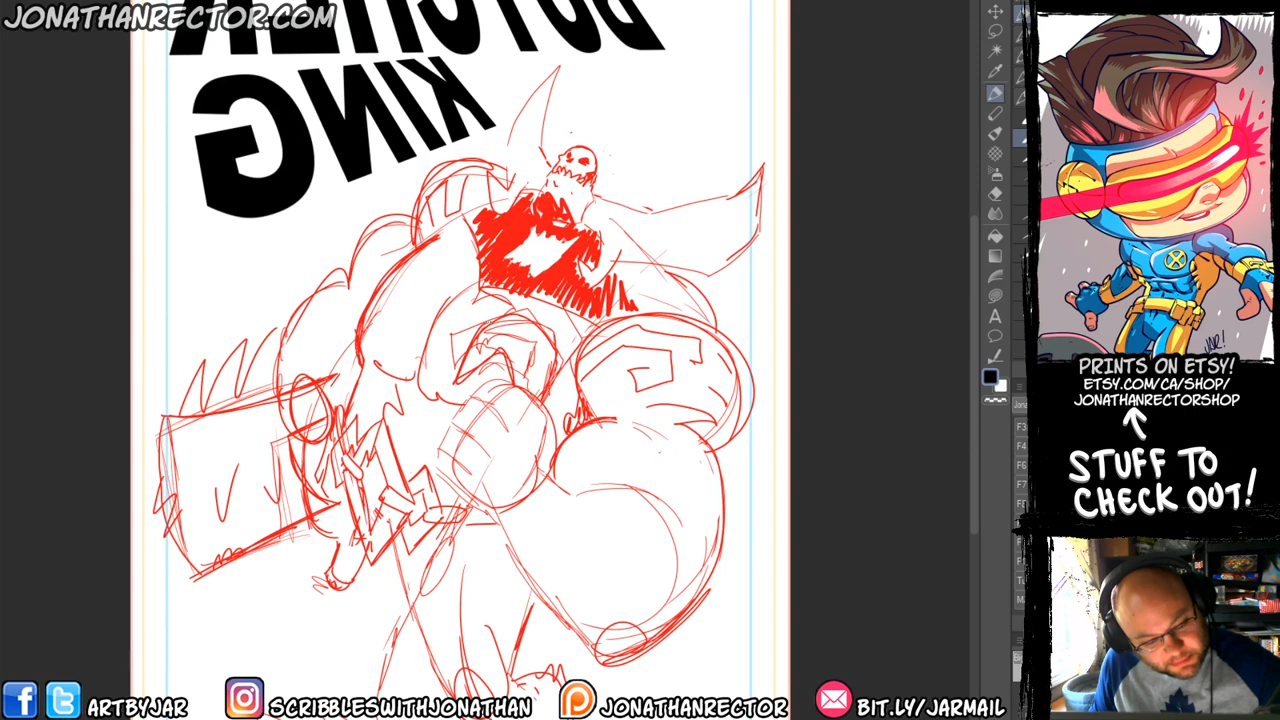 JONATHANRECTOR.COM
KING
PRINTS ON ETSY!
ETSY.COM/CA/SHOP/
JONATHANRECTORSHOP
STUFF TO
CHECK OUT!
ARTBYJAR
SCRIBBLESWITHJONATHAN
JONATHANRECTOR
BIT.LY/JARMAIL